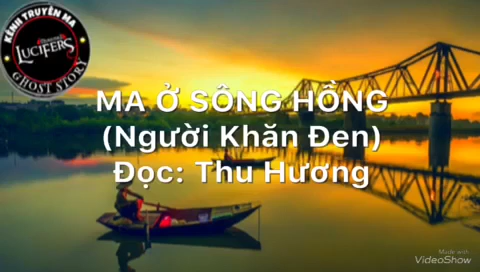 KÊNH TRUYỆN MA
LUCIFERS
GHOST STORY
MA Ở SÔNG HỒNG
(Người Khăn Đen)
Đọc: Thu Hương
Made with
VideoShow